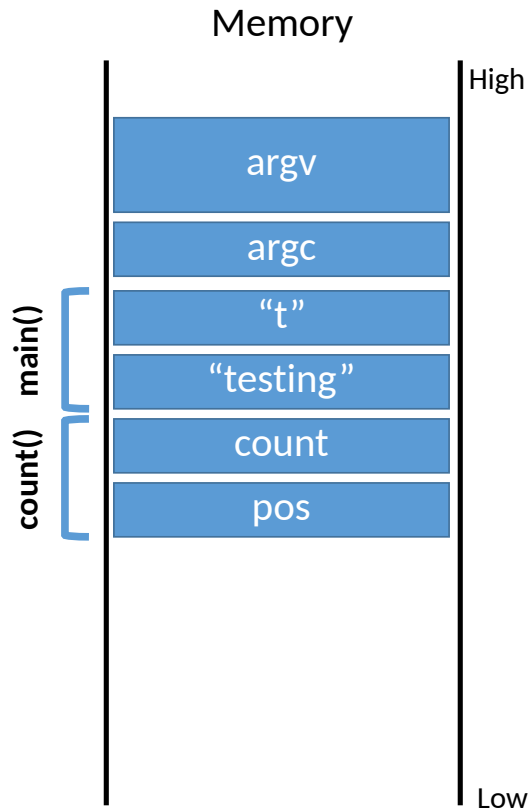 Memory
High
argv
argc
main()
“t”
“testing”
count()
count
pos
Low